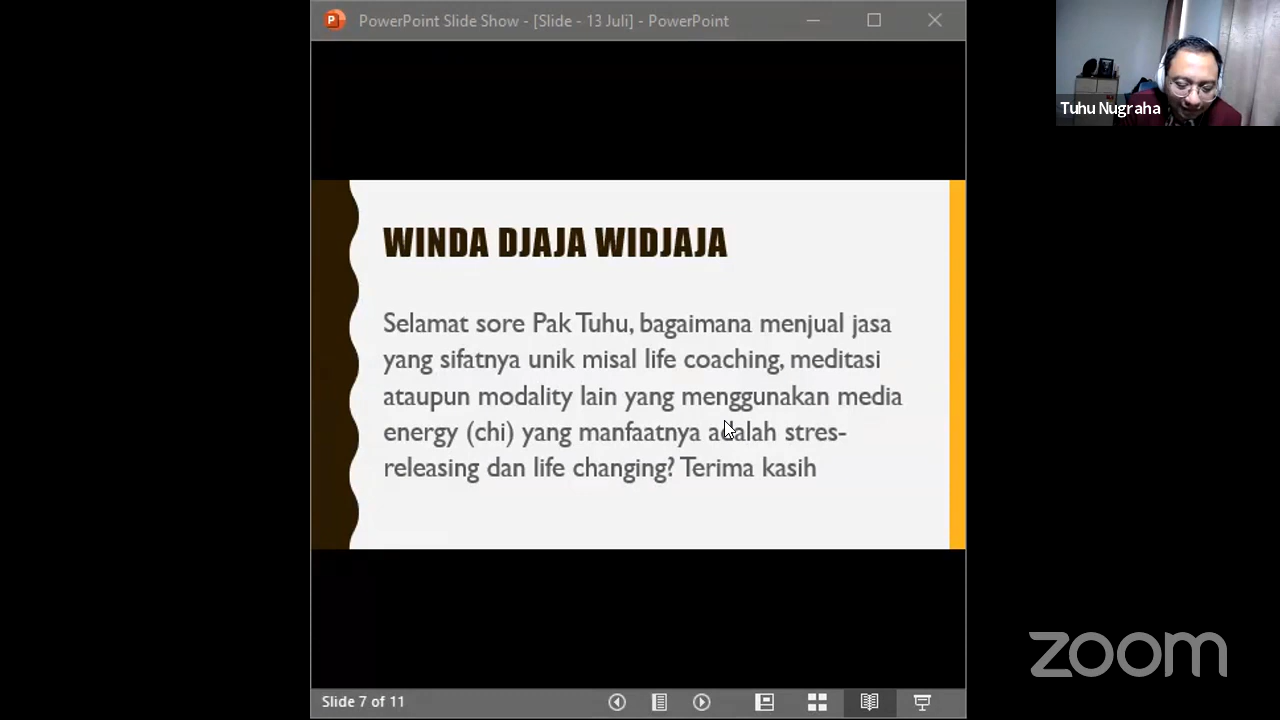 PowerPoint Slide Show - [Slide - 13 Juli] - PowerPoint
Tuhu Nugraha
WINDA DJAJA WIDJAJA
Selamat sore Pak Tuhu, bagaimana menjual jasa
yang sifatnya unik misal life coaching, meditasi
ataupun modality lain yang menggunakan media
energy (chi) yang manfaatnya adalah stres-
releasing dan life changing? Terima kasih
zoom
Slide 7 of 11